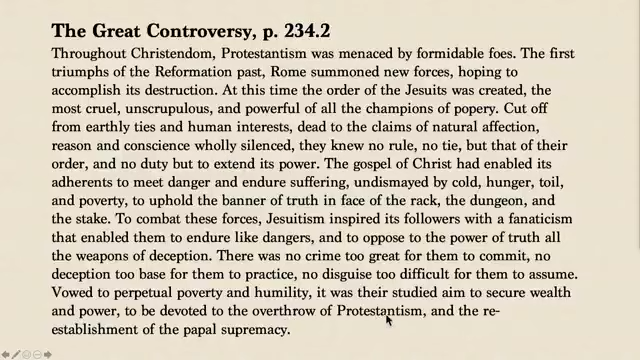 The Great Controversy, p. 234.2
Throughout Christendom, Protestantism was menaced by formidable foes. The first
triumphs of the Reformation past, Rome summoned new forces, hoping to
accomplish its destruction. At this time the order of the Jesuits was created, the
most cruel, unscrupulous, and powerful of all the champions of popery. Cut off
from earthly ties and human interests, dead to the claims of natural affection,
reason and conscience wholly silenced, they knew no rule, no tie, but that of their
order, and no duty but to extend its power. The gospel of Christ had enabled its
adherents to meet danger and endure suffering, undismayed by cold, hunger, toil,
and poverty, to uphold the banner of truth in face of the rack, the dungeon, and
the stake. To combat these forces, Jesuitism inspired its followers with a fanaticism
that enabled them to endure like dangers, and to oppose to the power of truth all
the weapons of deception. There was no crime too great for them to commit, no
deception too base for them to practice, no disguise too difficult for them to assume.
Vowed to perpetual poverty and humility, it was their studied aim to secure wealth
and power, to be devoted to the overthrow of Protestantism, and the re-
establishment of the papal supremacy.